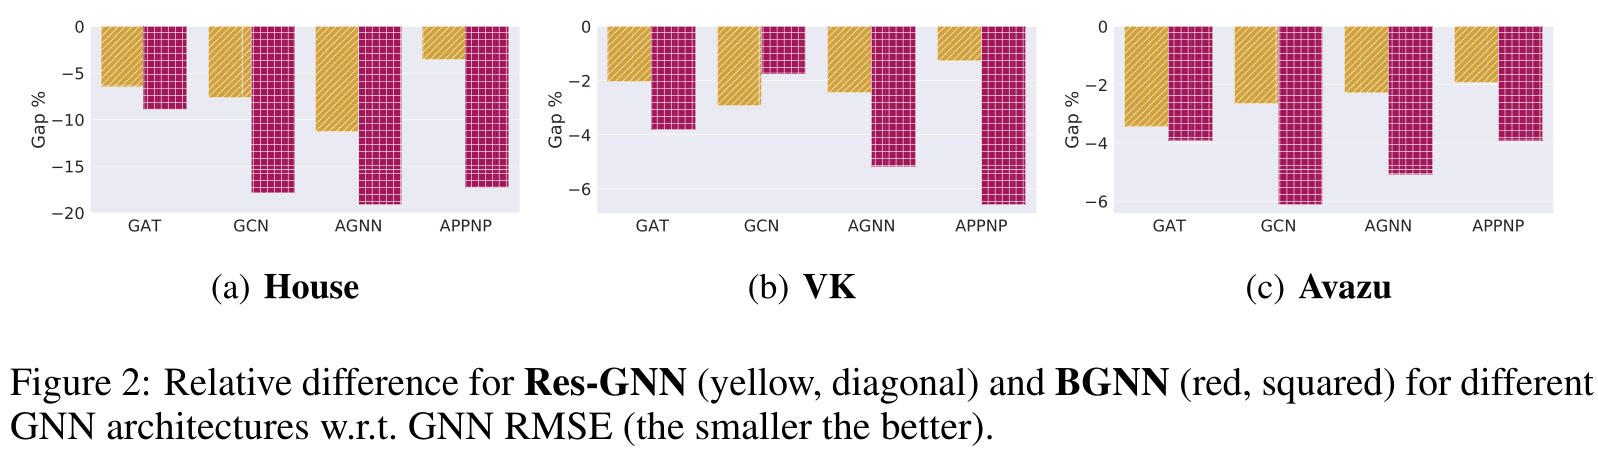 0
−5
−10
−15
−20
Gap %
GAT GCN AGNN APPNP
(a) House
0
−2
−4
−6
Gap %
GAT GCN AGNN APPNP
(b) VK
0
−2
−4
−6
Gap %
GAT GCN AGNN APPNP
(c) Avazu
Figure 2: Relative difference for Res-GNN (yellow, diagonal) and BGNN (red, squared) for different
GNN architectures w.r.t. GNN RMSE (the smaller the better).